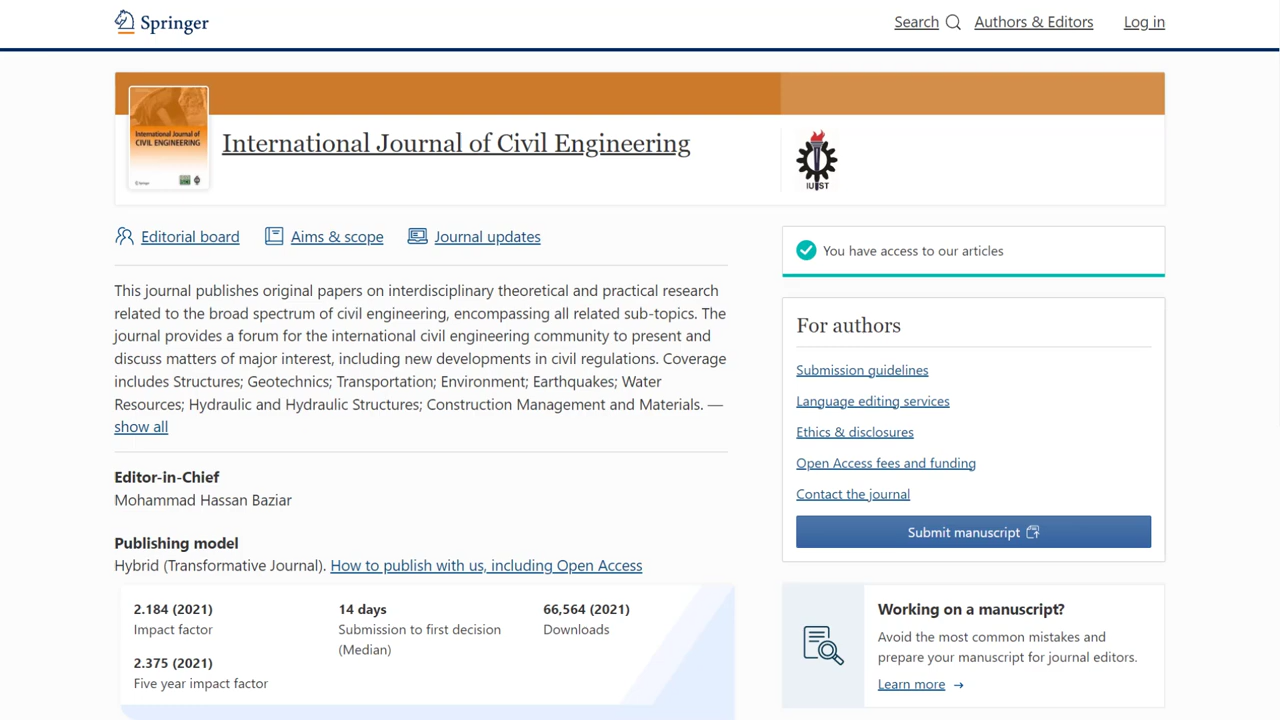 Springer
Search
Authors & Editors
Log in
International Journal of
CIVIL ENGINEERING
Springer
International Journal of Civil Engineering
IUST
Editorial board
Aims & scope
Journal updates
This journal publishes original papers on interdisciplinary theoretical and practical research
related to the broad spectrum of civil engineering, encompassing all related sub-topics. The
journal provides a forum for the international civil engineering community to present and
discuss matters of major interest, including new developments in civil regulations. Coverage
includes Structures; Geotechnics; Transportation; Environment; Earthquakes; Water
Resources; Hydraulic and Hydraulic Structures; Construction Management and Materials. —
show all
Editor-in-Chief
Mohammad Hassan Baziar
Publishing model
Hybrid (Transformative Journal). How to publish with us, including Open Access
2.184 (2021)
Impact factor
14 days
Submission to first decision
(Median)
66,564 (2021)
Downloads
2.375 (2021)
Five year impact factor
You have access to our articles
For authors
Submission guidelines
Language editing services
Ethics & disclosures
Open Access fees and funding
Contact the journal
Submit manuscript
Working on a manuscript?
Avoid the most common mistakes and
prepare your manuscript for journal editors.
Learn more →